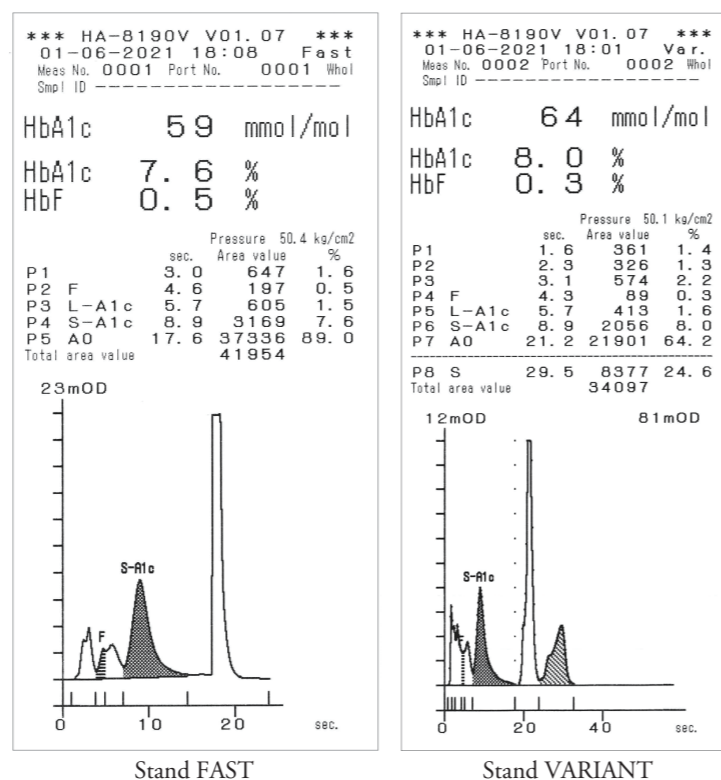 *** HA-8190V V01.07 ***
01-06-2021 18:08 Fast
Meas No. 0001 Port No. 0001 Whol
Smpl ID --------------------
HbA1c 59 mmol/mol
HbA1c 7.6 %
HbF 0.5 %
Pressure 50.4 kg/cm2
sec. Area value %
P1 3.0 647 1.6
P2 F 4.6 197 0.5
P3 L-A1c 5.7 605 1.5
P4 S-A1c 8.9 3169 7.6
P5 A0 17.6 37336 89.0
Total area value 41954
23mOD
S-A1c
F
0 10 20 sec.
Stand FAST
*** HA-8190V V01.07 ***
01-06-2021 18:01 Var.
Meas No. 0002 Port No. 0002 Whol
Smpl ID --------------------
HbA1c 64 mmol/mol
HbA1c 8.0 %
HbF 0.3 %
Pressure 50.1 kg/cm2
sec. Area value %
P1 1.6 361 1.4
P2 2.3 326 1.3
P3 3.1 574 2.2
P4 F 4.3 89 0.3
P5 L-A1c 5.7 413 1.6
P6 S-A1c 8.9 2056 8.0
P7 A0 21.2 21901 64.2
P8 S 29.5 8377 24.6
Total area value 34097
12mOD 81mOD
S-A1c
F
0 20 40 sec.
Stand VARIANT